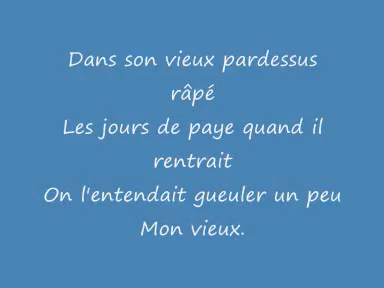 Dans son vieux pardessus
râpé
Les jours de paye quand il
rentrait
On l'entendait gueuler un peu
Mon vieux.